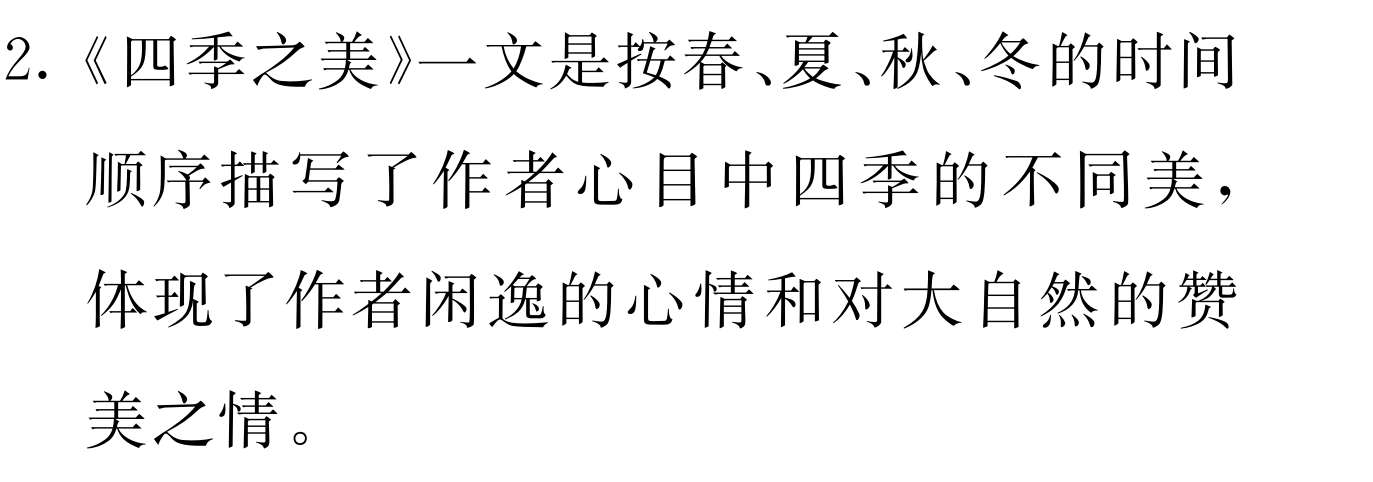 2.《四季之美》一文是按春、夏、秋、冬的时间
顺序描写了作者心目中四季的不同美，
体现了作者闲逸的心情和对大自然的赞
美之情。